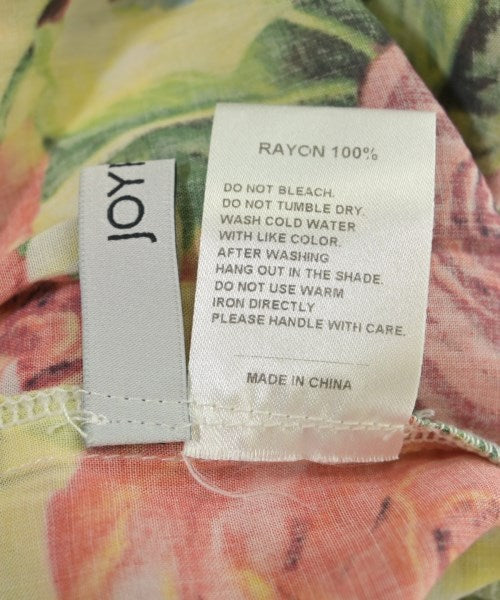 JOY
RAYON 100%
DO NOT BLEACH.
DO NOT TUMBLE DRY.
WASH COLD WATER
WITH LIKE COLOR.
AFTER WASHING
HANG OUT IN THE SHADE.
DO NOT USE WARM
IRON DIRECTLY
PLEASE HANDLE WITH CARE.
MADE IN CHINA